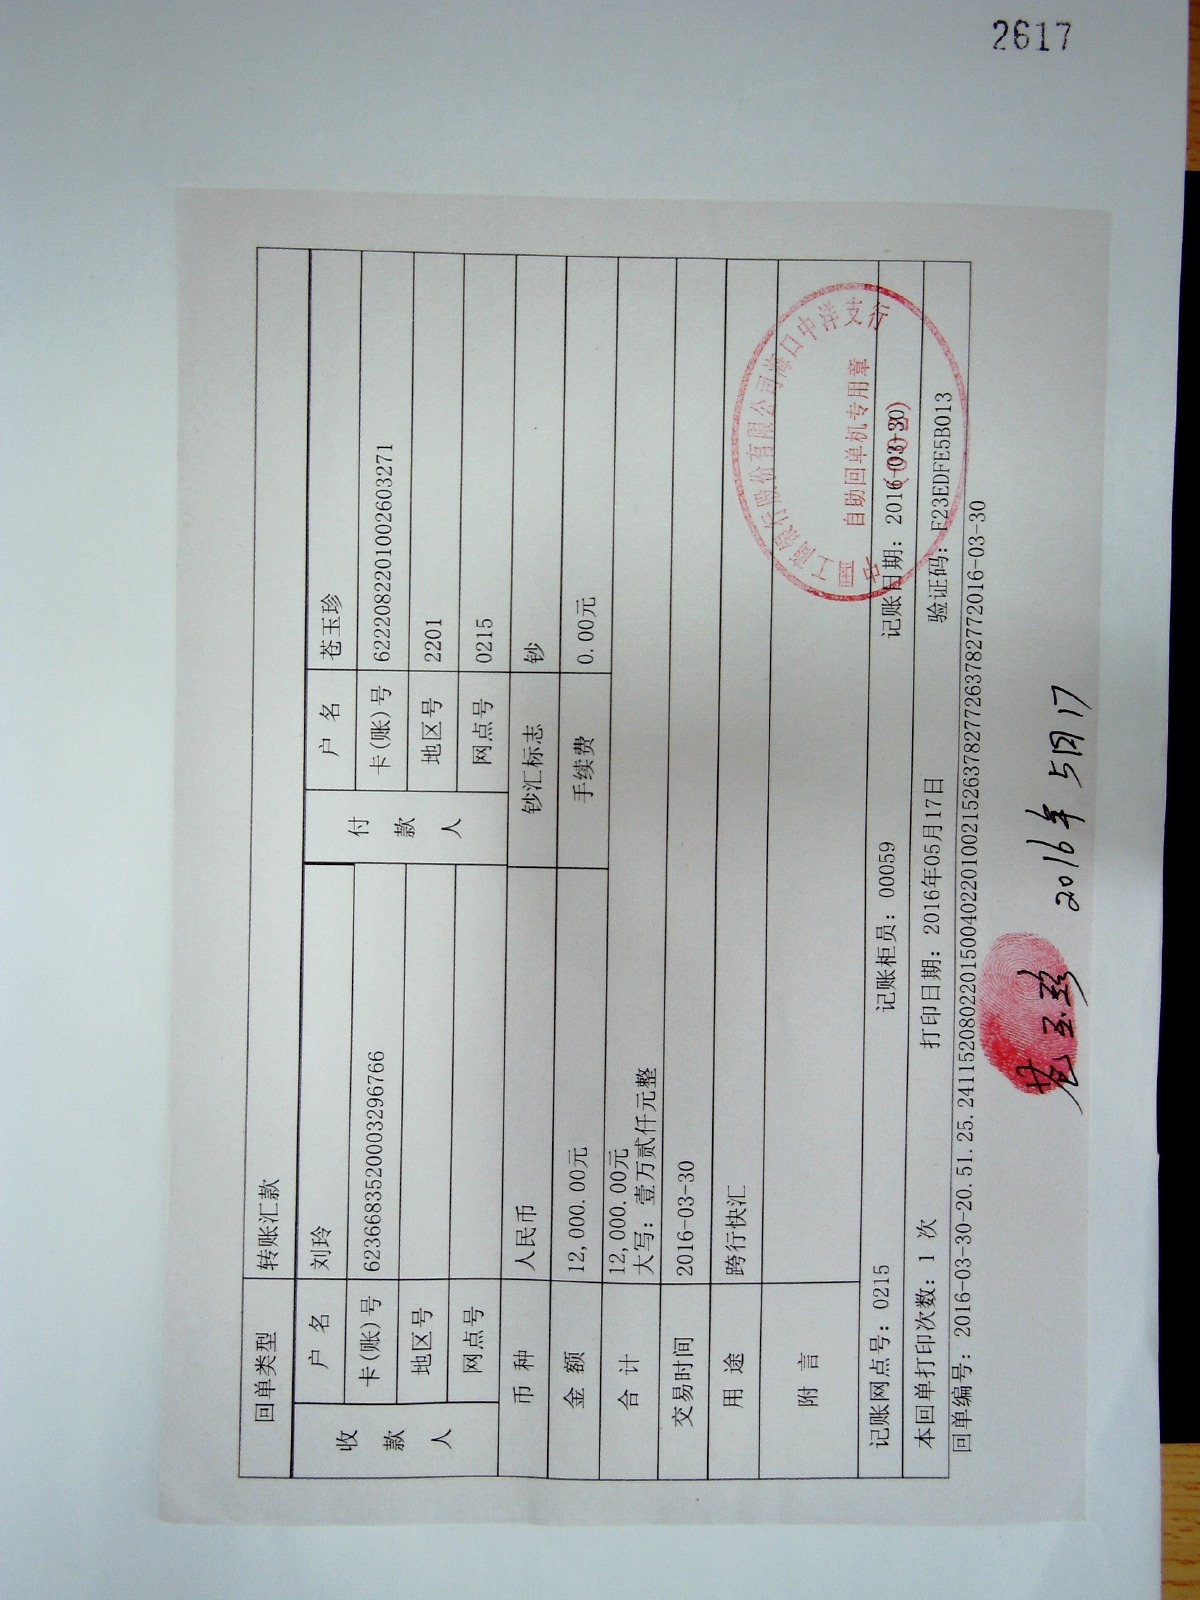 2617
回单类型 转账汇款
收款人 户名 刘玲 付款人 户名 苍玉珍
卡(账)号 6236683520003296766 卡(账)号 6222082201002603271
地区号 地区号 2201
网点号 网点号 0215
币种 人民币 钞汇标志 钞
金额 12,000.00元 手续费 0.00元
合计 12,000.00元
大写：壹万贰仟元整
交易时间 2016-03-30
用途 跨行快汇
附言
中国工商银行股份有限公司海口中洋支行
自助回单机专用章
记账网点号：0215 记账柜员：00059 记账日期：2016-03-30
本回单打印次数：1 次 打印日期：2016年05月17日 验证码：F23EDFE5B013
回单编号：2016-03-30-20.51.25.241152080220150040220100215263782772637827726378277​2016-03-30
苍玉珍 2016年5月17